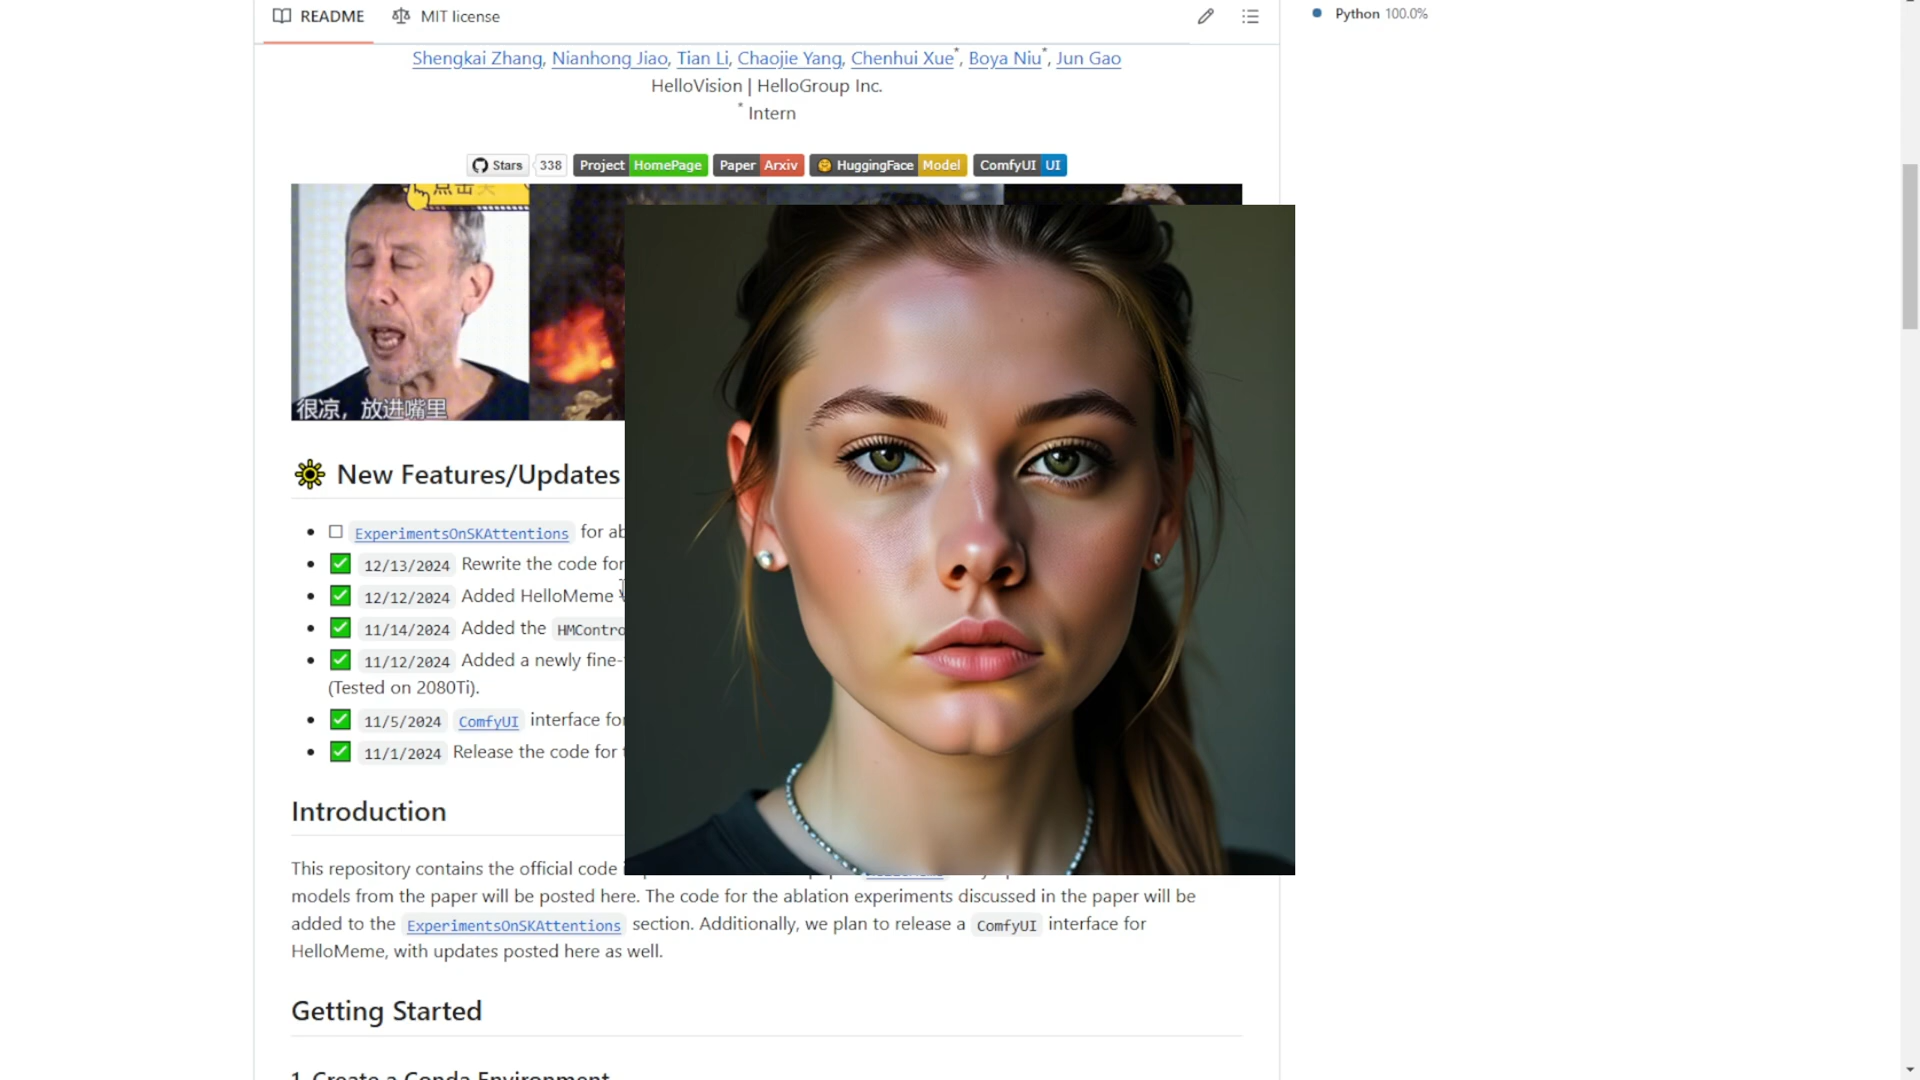 README MIT license
Python 100.0%
Shengkai Zhang, Nianhong Jiao, Tian Li, Chaojie Yang, Chenhui Xue*, Boya Niu*, Jun Gao
HelloVision | HelloGroup Inc.
* Intern
Stars 338 Project HomePage Paper Arxiv HuggingFace Model ComfyUI UI
点击
很凉，放进嘴里
New Features/Updates
ExperimentsOnSKAttentions for
12/13/2024 Rewrite the code for
12/12/2024 Added HelloMeme
11/14/2024 Added the HMContro
11/12/2024 Added a newly fine-
(Tested on 2080Ti).
11/5/2024 ComfyUI interface for
11/1/2024 Release the code for
Introduction
This repository contains the official code
models from the paper will be posted here. The code for the ablation experiments discussed in the paper will be
added to the ExperimentsOnSKAttentions section. Additionally, we plan to release a ComfyUI interface for
HelloMeme, with updates posted here as well.
Getting Started
1. Create a Conda Environment